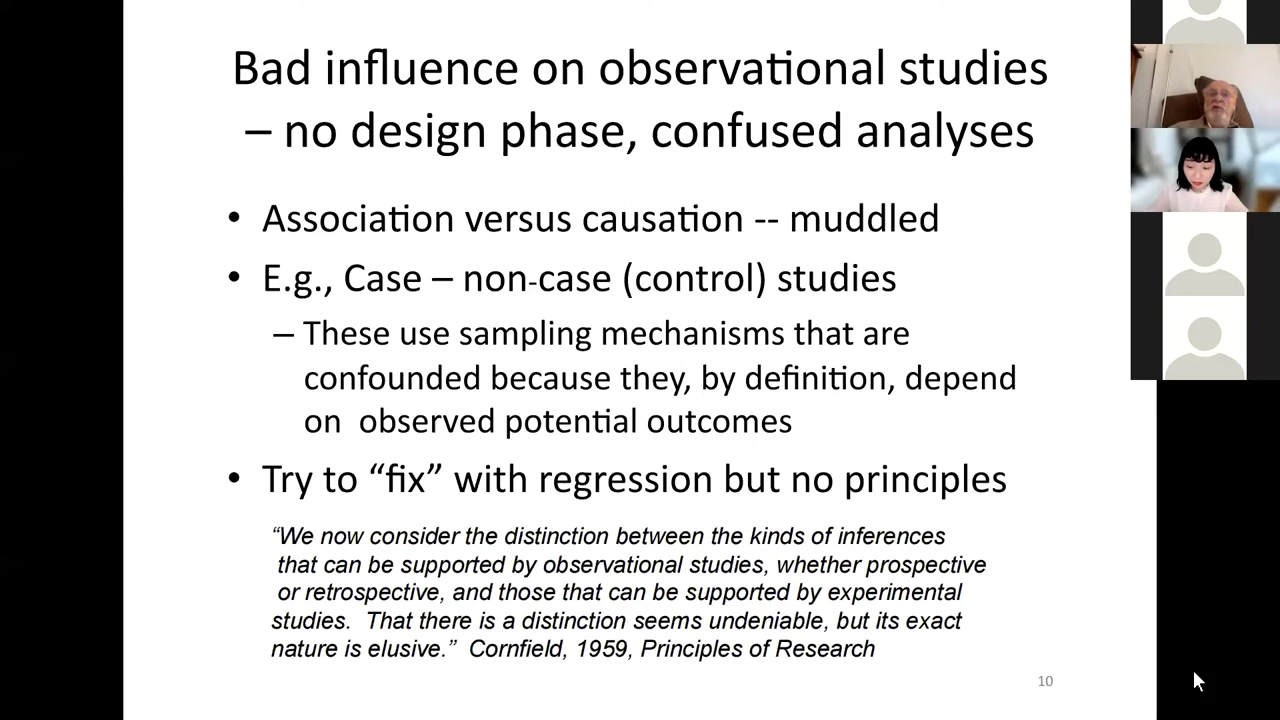 Bad influence on observational studies
– no design phase, confused analyses
• Association versus causation -- muddled
• E.g., Case – non-case (control) studies
– These use sampling mechanisms that are
confounded because they, by definition, depend
on  observed potential outcomes
• Try to “fix” with regression but no principles
“We now consider the distinction between the kinds of inferences
that can be supported by observational studies, whether prospective
or retrospective, and those that can be supported by experimental
studies.  That there is a distinction seems undeniable, but its exact
nature is elusive.”  Cornfield, 1959, Principles of Research
10